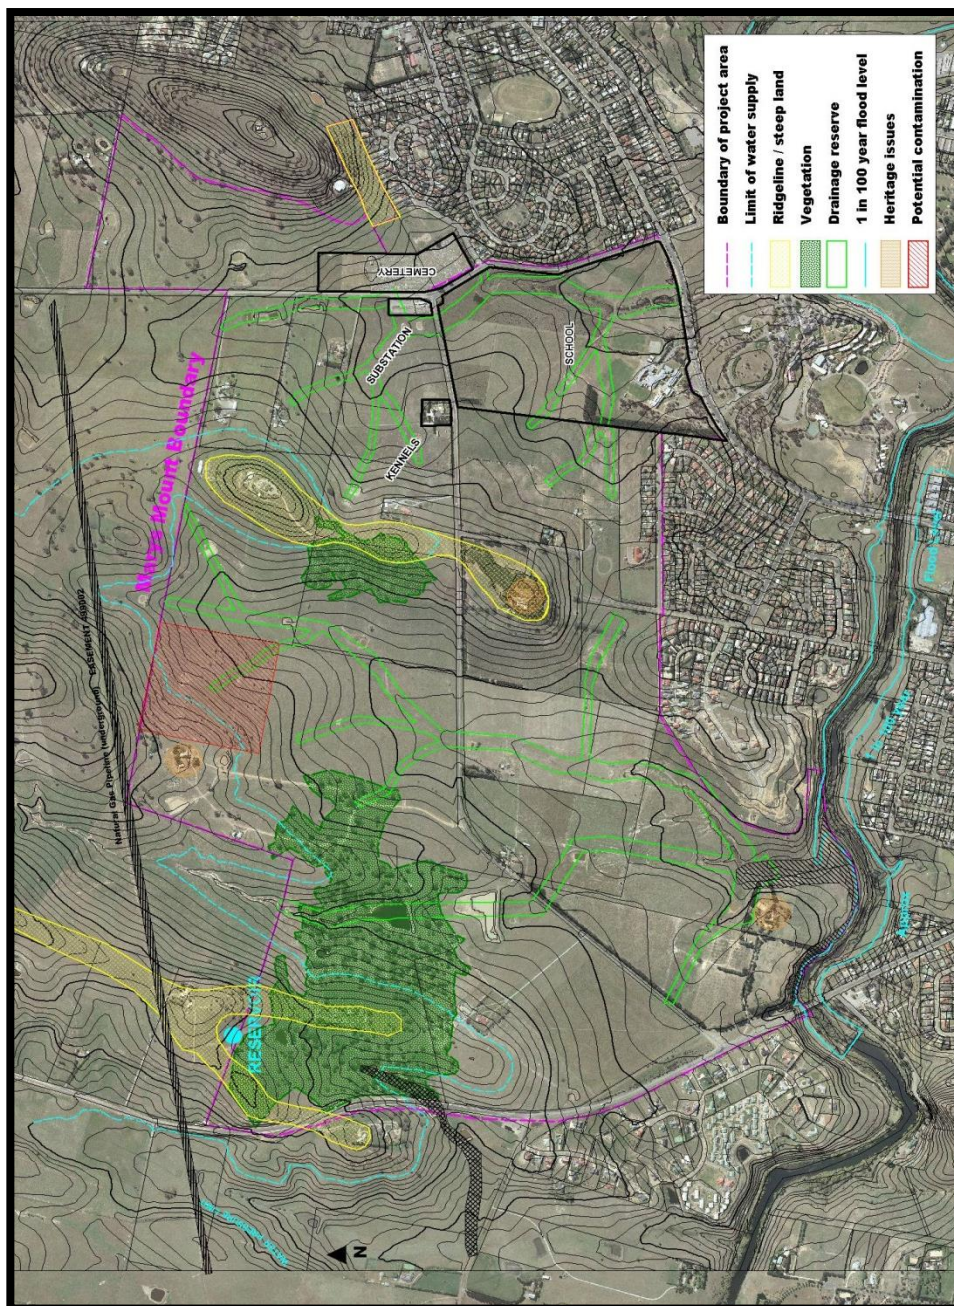 Marys Mount Boundary
Natural Gas Pipeline (underground)
CEMETERY
SUBSTATION
KENNELS
SCHOOL
RESERVOIR
N
Boundary of project area
Limit of water supply
Ridgeline / steep land
Vegetation
Drainage reserve
1 in 100 year flood level
Heritage issues
Potential contamination